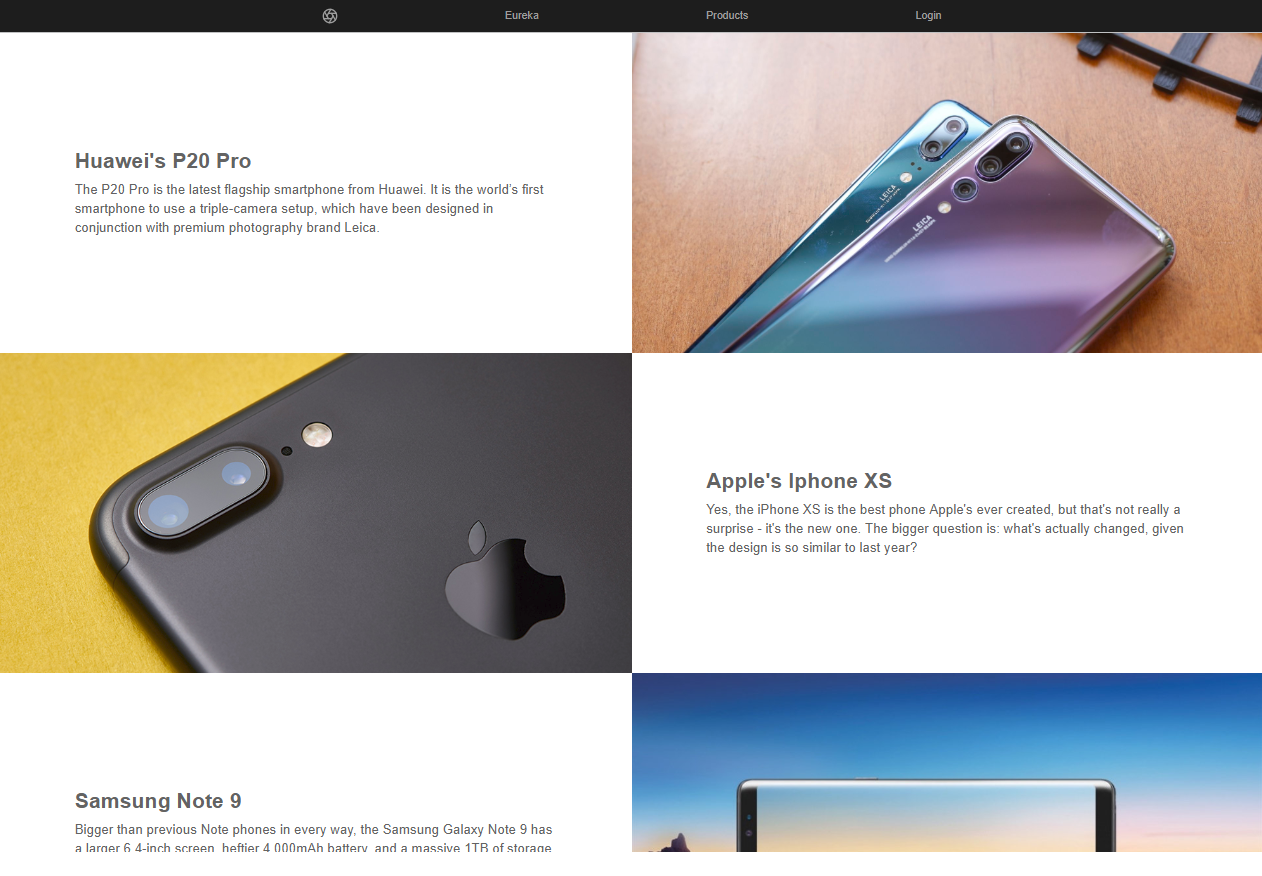 Eureka
Products
Login
Huawei's P20 Pro
The P20 Pro is the latest flagship smartphone from Huawei. It is the world's first
smartphone to use a triple-camera setup, which have been designed in
conjunction with premium photography brand Leica.
LEICA
LEICA
Apple's Iphone XS
Yes, the iPhone XS is the best phone Apple's ever created, but that's not really a
surprise - it's the new one. The bigger question is: what's actually changed, given
the design is so similar to last year?
Samsung Note 9
Bigger than previous Note phones in every way, the Samsung Galaxy Note 9 has
a larger 6.4-inch screen, heftier 4,000mAh battery, and a massive 1TB of storage